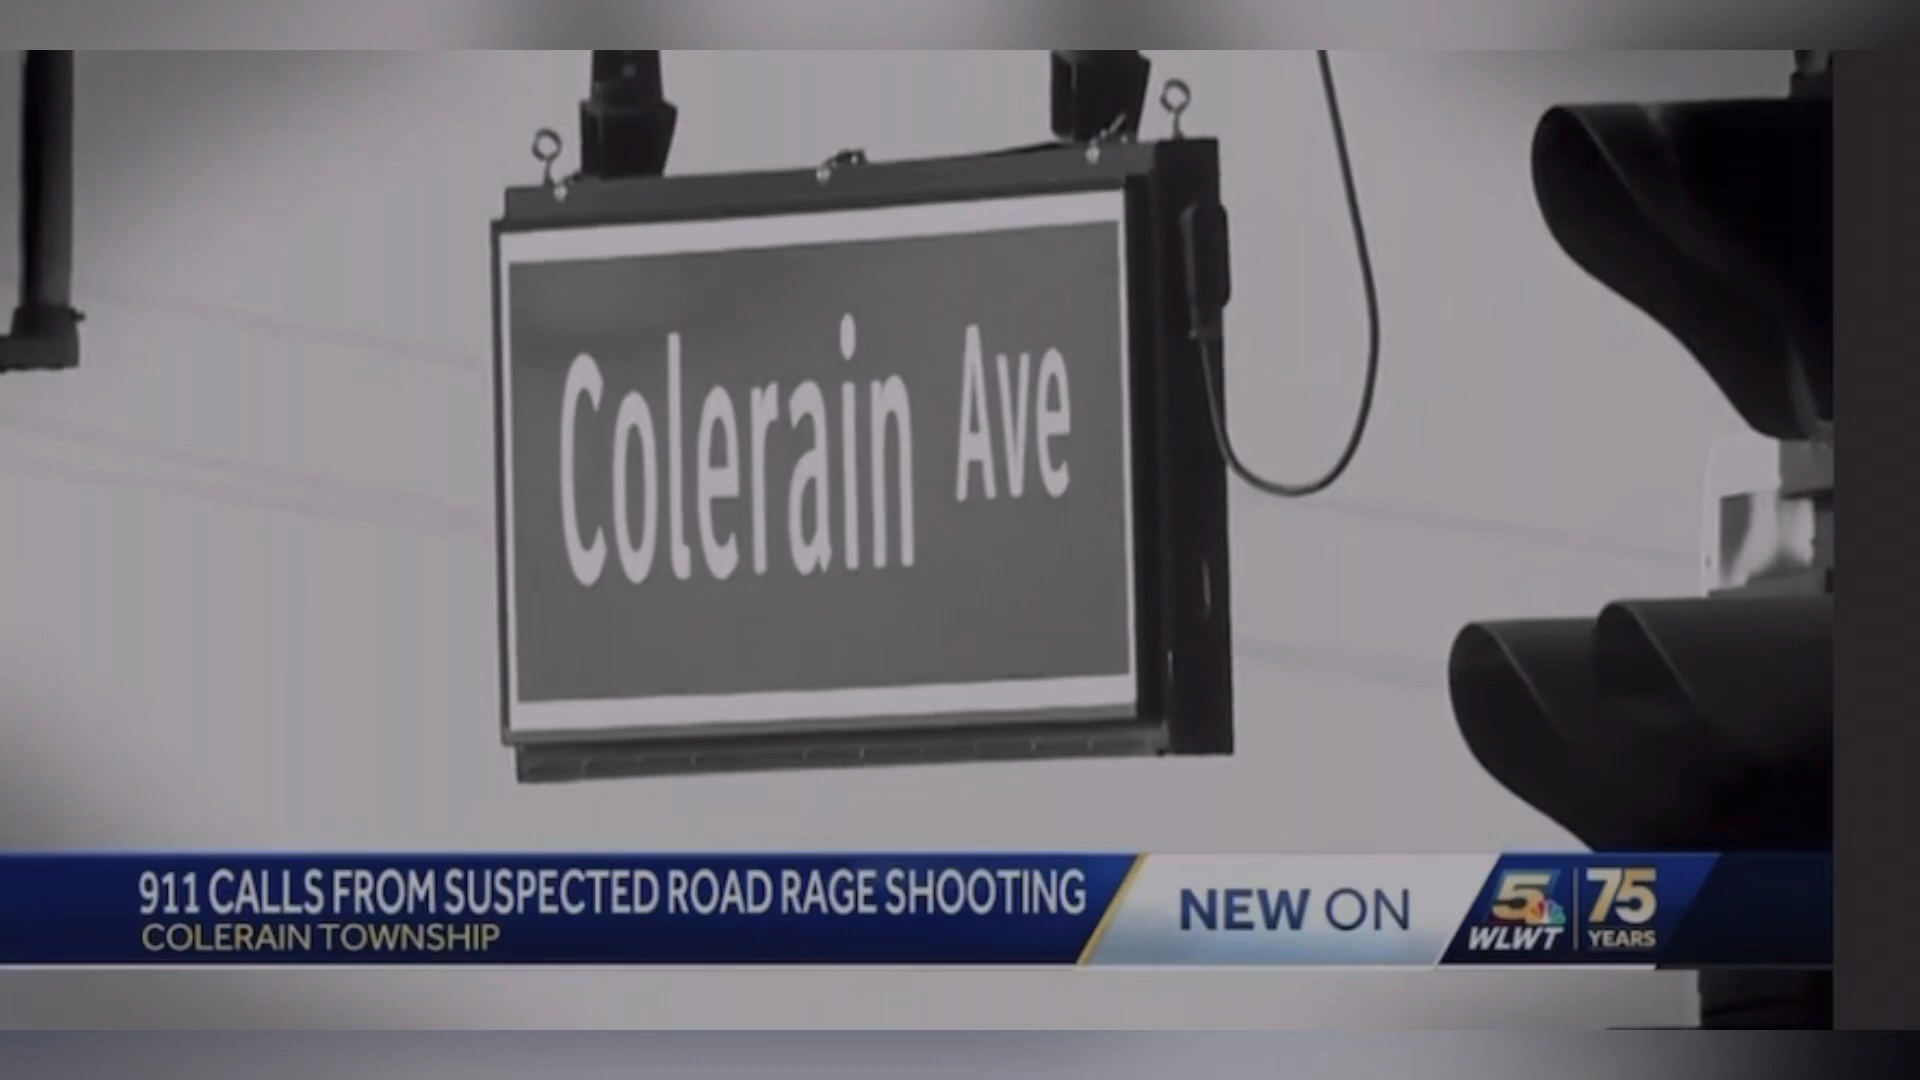 Colerain Ave
911 CALLS FROM SUSPECTED ROAD RAGE SHOOTING
COLERAIN TOWNSHIP
NEW ON
5
WLWT
75
YEARS